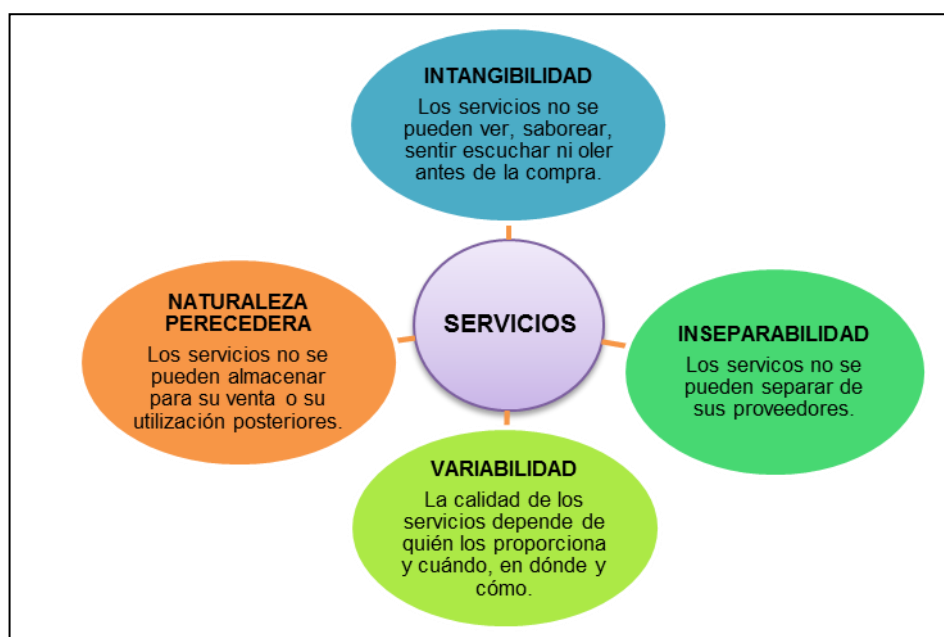 INTANGIBILIDAD
Los servicios no se
pueden ver, saborear,
sentir escuchar ni oler
antes de la compra.
NATURALEZA
PERECEDERA
Los servicios no se
pueden almacenar
para su venta o su
utilización posteriores.
SERVICIOS
INSEPARABILIDAD
Los servicos no se
pueden separar de
sus proveedores.
VARIABILIDAD
La calidad de los
servicios depende de
quién los proporciona
y cuándo, en dónde y
cómo.